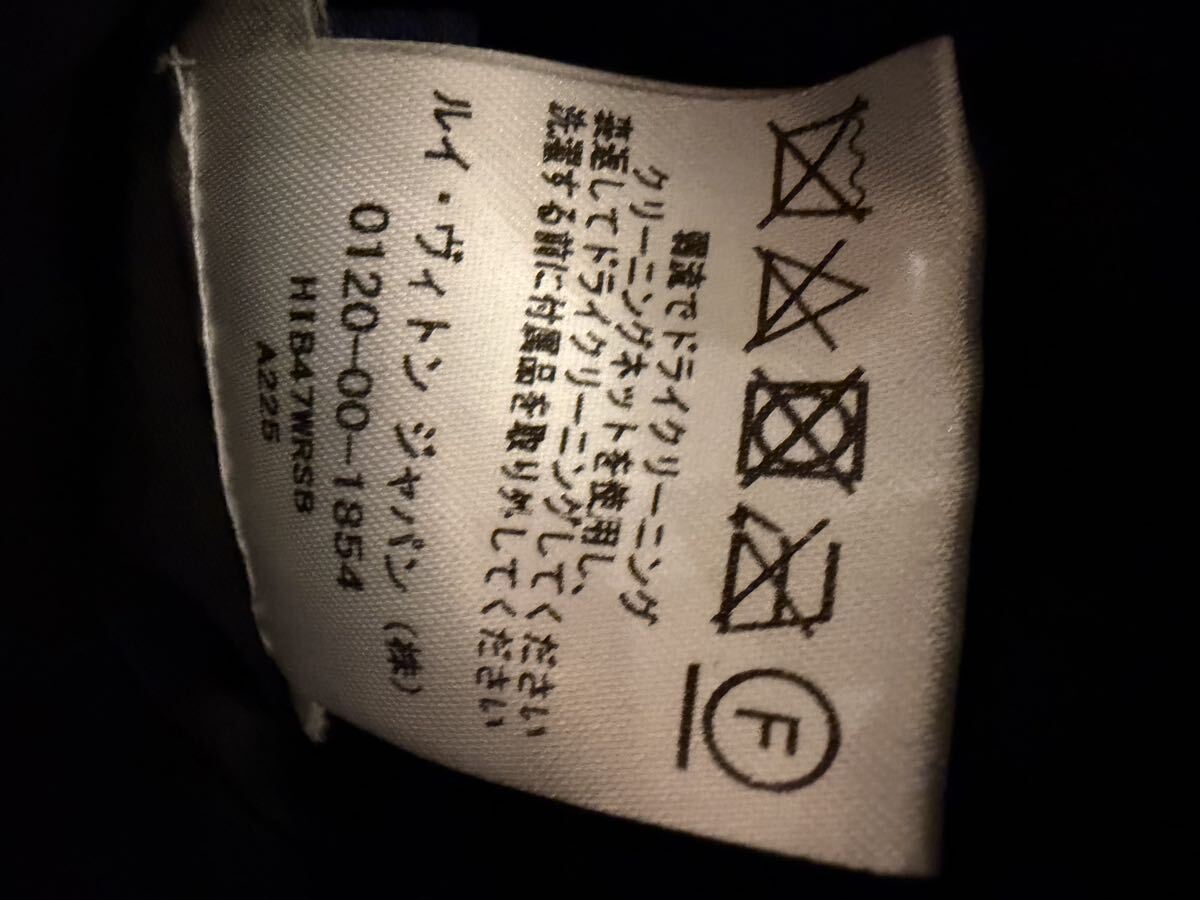 F
溶液でドライクリーニング
クリーニングネットを使用し、
裏返してドライクリーニングしてください
洗濯する前に付属品を取り外してください
ルイ・ヴィトン ジャパン (株)
0120-00-1854
HIB47WRSB
A225